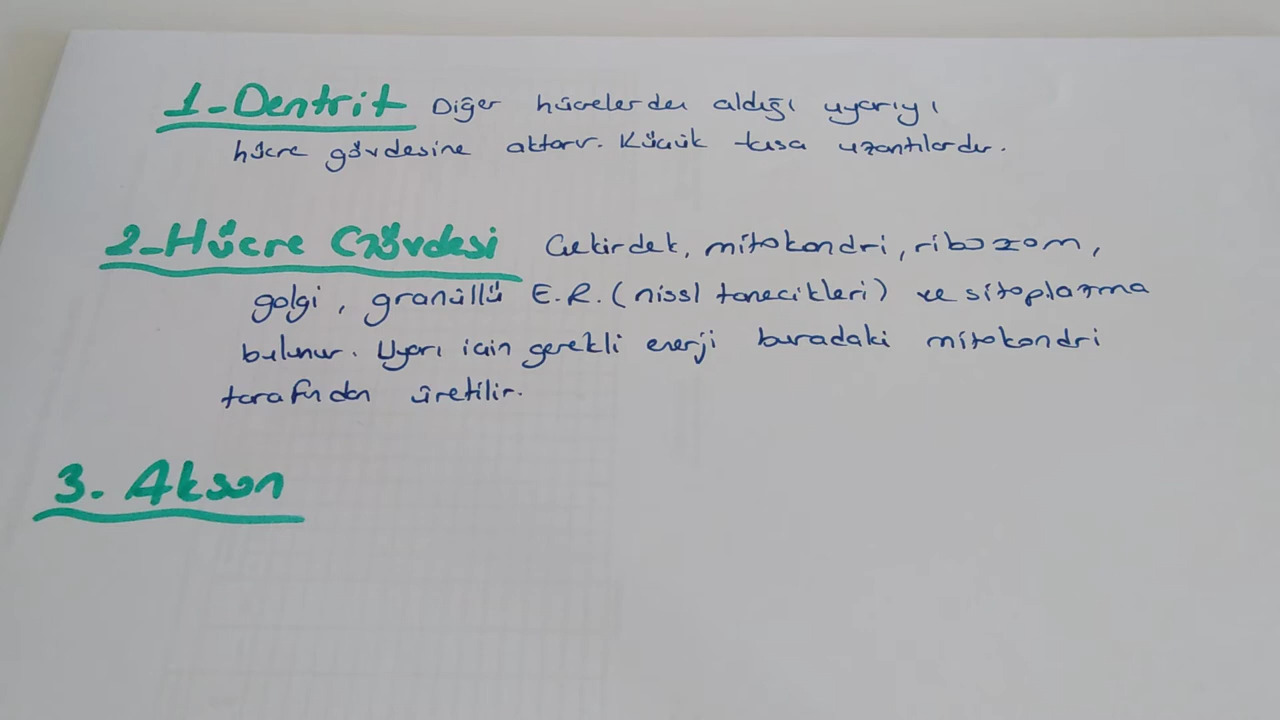 1-Dentrit Diğer hücrelerden aldığı uyarıyı
hücre gövdesine aktarır. Küçük kısa uzantılardır.
2-Hücre Gövdesi Çekirdek, mitokondri, ribozom,
golgi, granüllü E.R. (nissl tanecikleri) ve sitoplazma
bulunur. Uyarı için gerekli enerji buradaki mitokondri
tarafından üretilir.
3. Akson